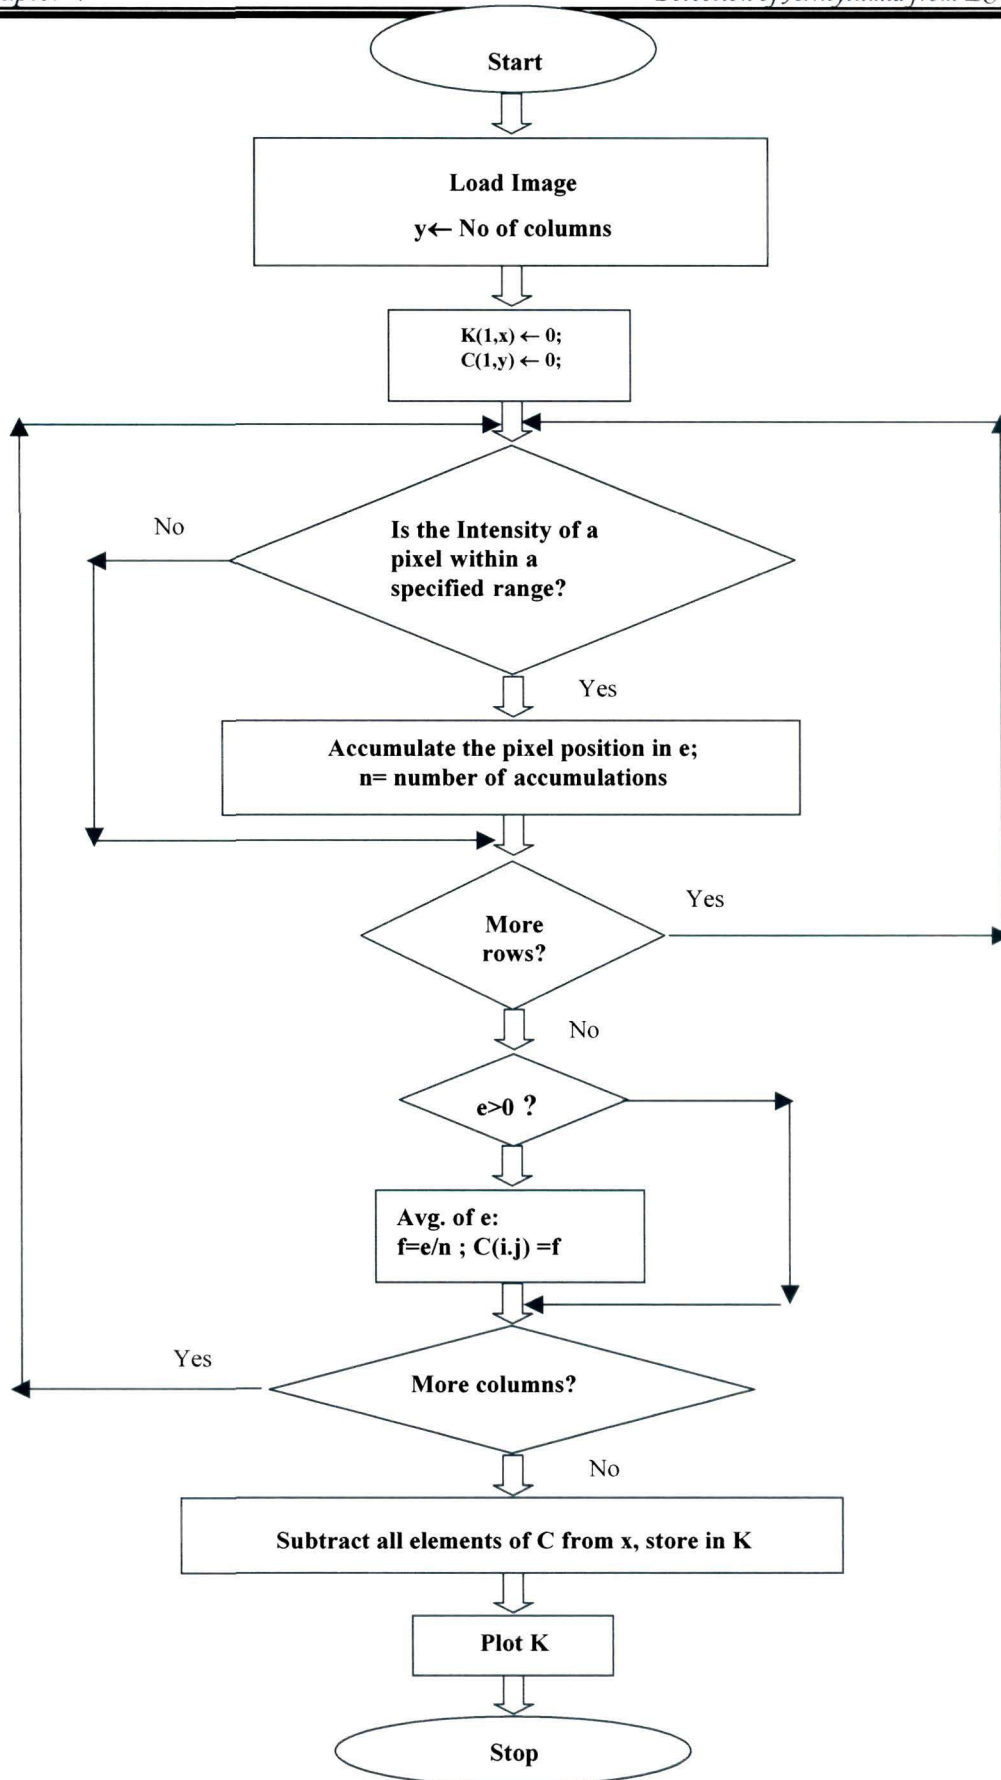 Start
Load Image
y← No of columns
K(1,x) ← 0;
C(1,y) ← 0;
Is the Intensity of a
pixel within a
specified range?
No
Yes
Accumulate the pixel position in e;
n= number of accumulations
More
rows?
Yes
No
e>0 ?
Avg. of e:
f=e/n ; C(i.j) =f
More columns?
Yes
No
Subtract all elements of C from x, store in K
Plot K
Stop